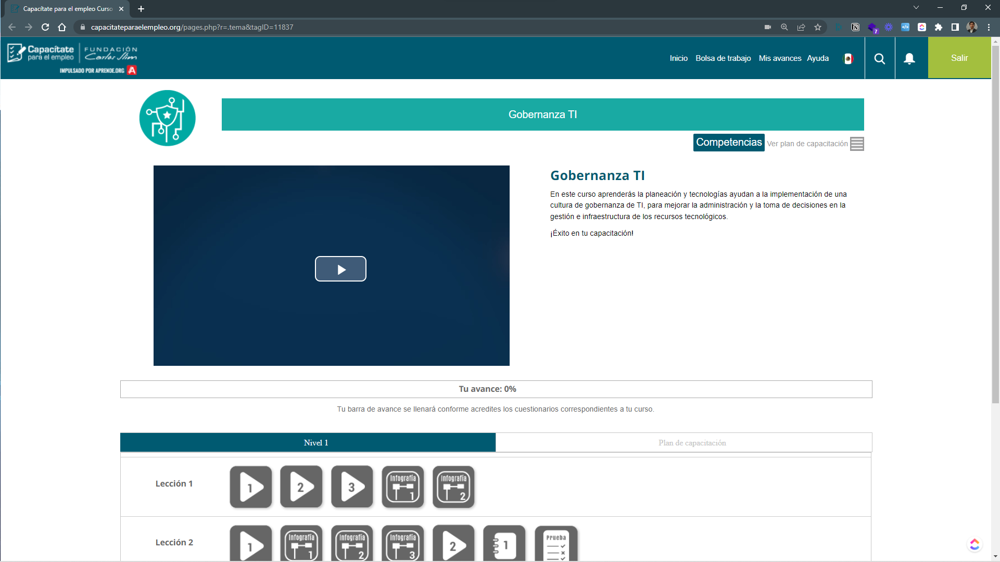 Capacítate para el empleo Curso
capacitateparaelempleo.org/pages.php?r=.tema&tagID=11837
7
Capacítate
para el empleo
FUNDACIÓN
Carlos Slim
IMPULSADO POR APRENDE.ORG A
Inicio Bolsa de trabajo Mis avances Ayuda
Salir
Gobernanza TI
Competencias Ver plan de capacitación
Gobernanza TI
En este curso aprenderás la planeación y tecnologías ayudan a la implementación de una
cultura de gobernanza de TI, para mejorar la administración y la toma de decisiones en la
gestión e infraestructura de los recursos tecnológicos.
¡Éxito en tu capacitación!
Tu avance: 0%
Tu barra de avance se llenará conforme acredites los cuestionarios correspondientes a tu curso.
Nivel 1 Plan de capacitación
Lección 1 1 2 3 Infografía 1 Infografía 2
Lección 2 1 Infografía 1 Infografía 2 Infografía 3 2 1 Prueba